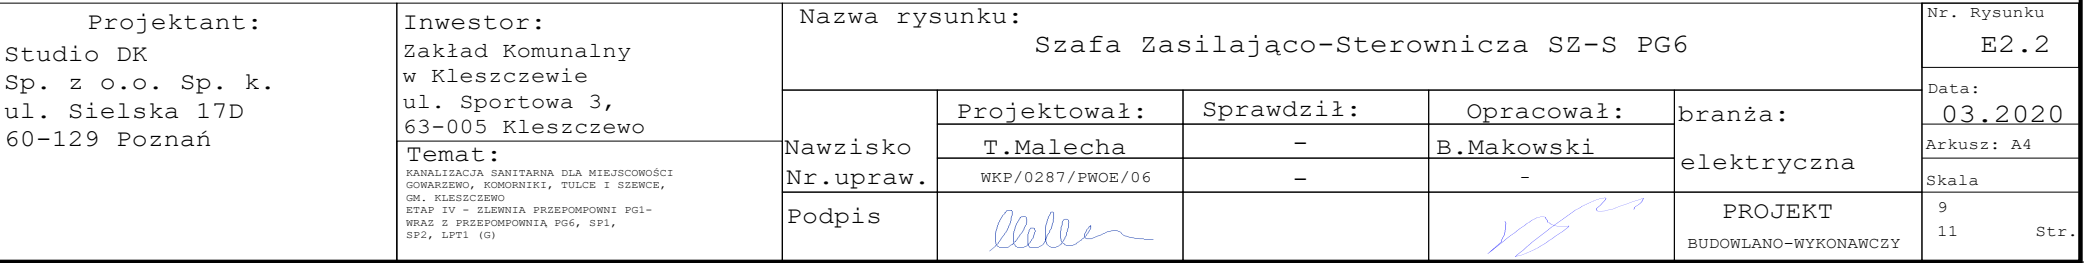 Projektant:
Studio DK
Sp. z o.o. Sp. k.
ul. Sielska 17D
60-129 Poznań
Inwestor:
Zakład Komunalny
w Kleszczewie
ul. Sportowa 3,
63-005 Kleszczewo
Temat:
KANALIZACJA SANITARNA DLA MIEJSCOWOŚCI
GOWARZEWO, KOMORNIKI, TULCE I SZEWCE,
GM. KLESZCZEWO
ETAP IV - ZLEWNIA PRZEPOMPOWNI PG1-
WRAZ Z PRZEPOMPOWNIĄ PG6, SP1,
SP2, LPT1 (G)
Nazwa rysunku:
Szafa Zasilająco-Sterownicza SZ-S PG6
Projektował: Sprawdził: Opracował:
Nawzisko T.Malecha - B.Makowski
Nr.upraw. WKP/0287/PWOE/06 - -
Podpis
branża:
elektryczna
PROJEKT
BUDOWLANO-WYKONAWCZY
Nr. Rysunku
E2.2
Data:
03.2020
Arkusz: A4
Skala
9
11 Str.